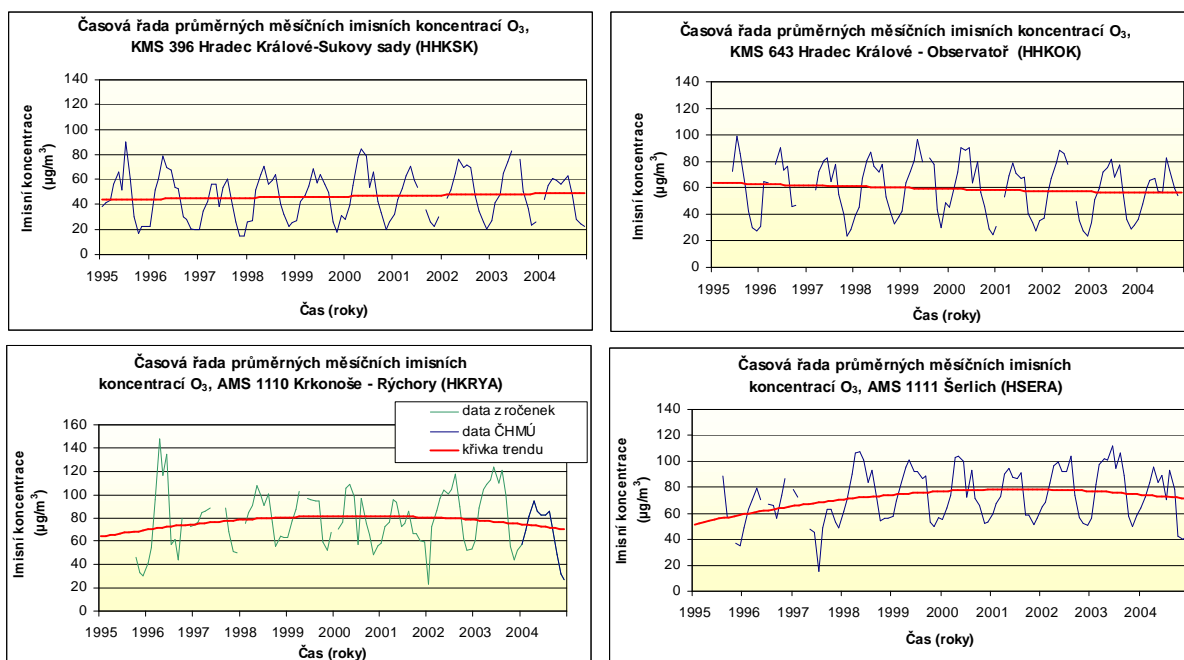 Časová řada průměrných měsíčních imisních koncentrací O₃,
KMS 396 Hradec Králové-Sukovy sady (HHKSK)
Imisní koncentrace
(µg/m³)
140
120
100
80
60
40
20
0
1995 1996 1997 1998 1999 2000 2001 2002 2003 2004
Čas (roky)
Časová řada průměrných měsíčních imisních koncentrací O₃,
KMS 643 Hradec Králové - Observatoř (HHKOK)
Imisní koncentrace
(µg/m³)
140
120
100
80
60
40
20
0
1995 1996 1997 1998 1999 2000 2001 2002 2003 2004
Čas (roky)
Časová řada průměrných měsíčních imisních
koncentrací O₃, AMS 1110 Krkonoše - Rýchory (HKRYA)
data z ročenek
data ČHMÚ
křivka trendu
Imisní koncentrace
(µg/m³)
160
140
120
100
80
60
40
20
0
1995 1996 1997 1998 1999 2000 2001 2002 2003 2004
Čas (roky)
Časová řada průměrných měsíčních imisních
koncentrací O₃, AMS 1111 Šerlich (HSERA)
Imisní koncentrace
(µg/m³)
140
120
100
80
60
40
20
0
1995 1996 1997 1998 1999 2000 2001 2002 2003 2004
Čas (roky)